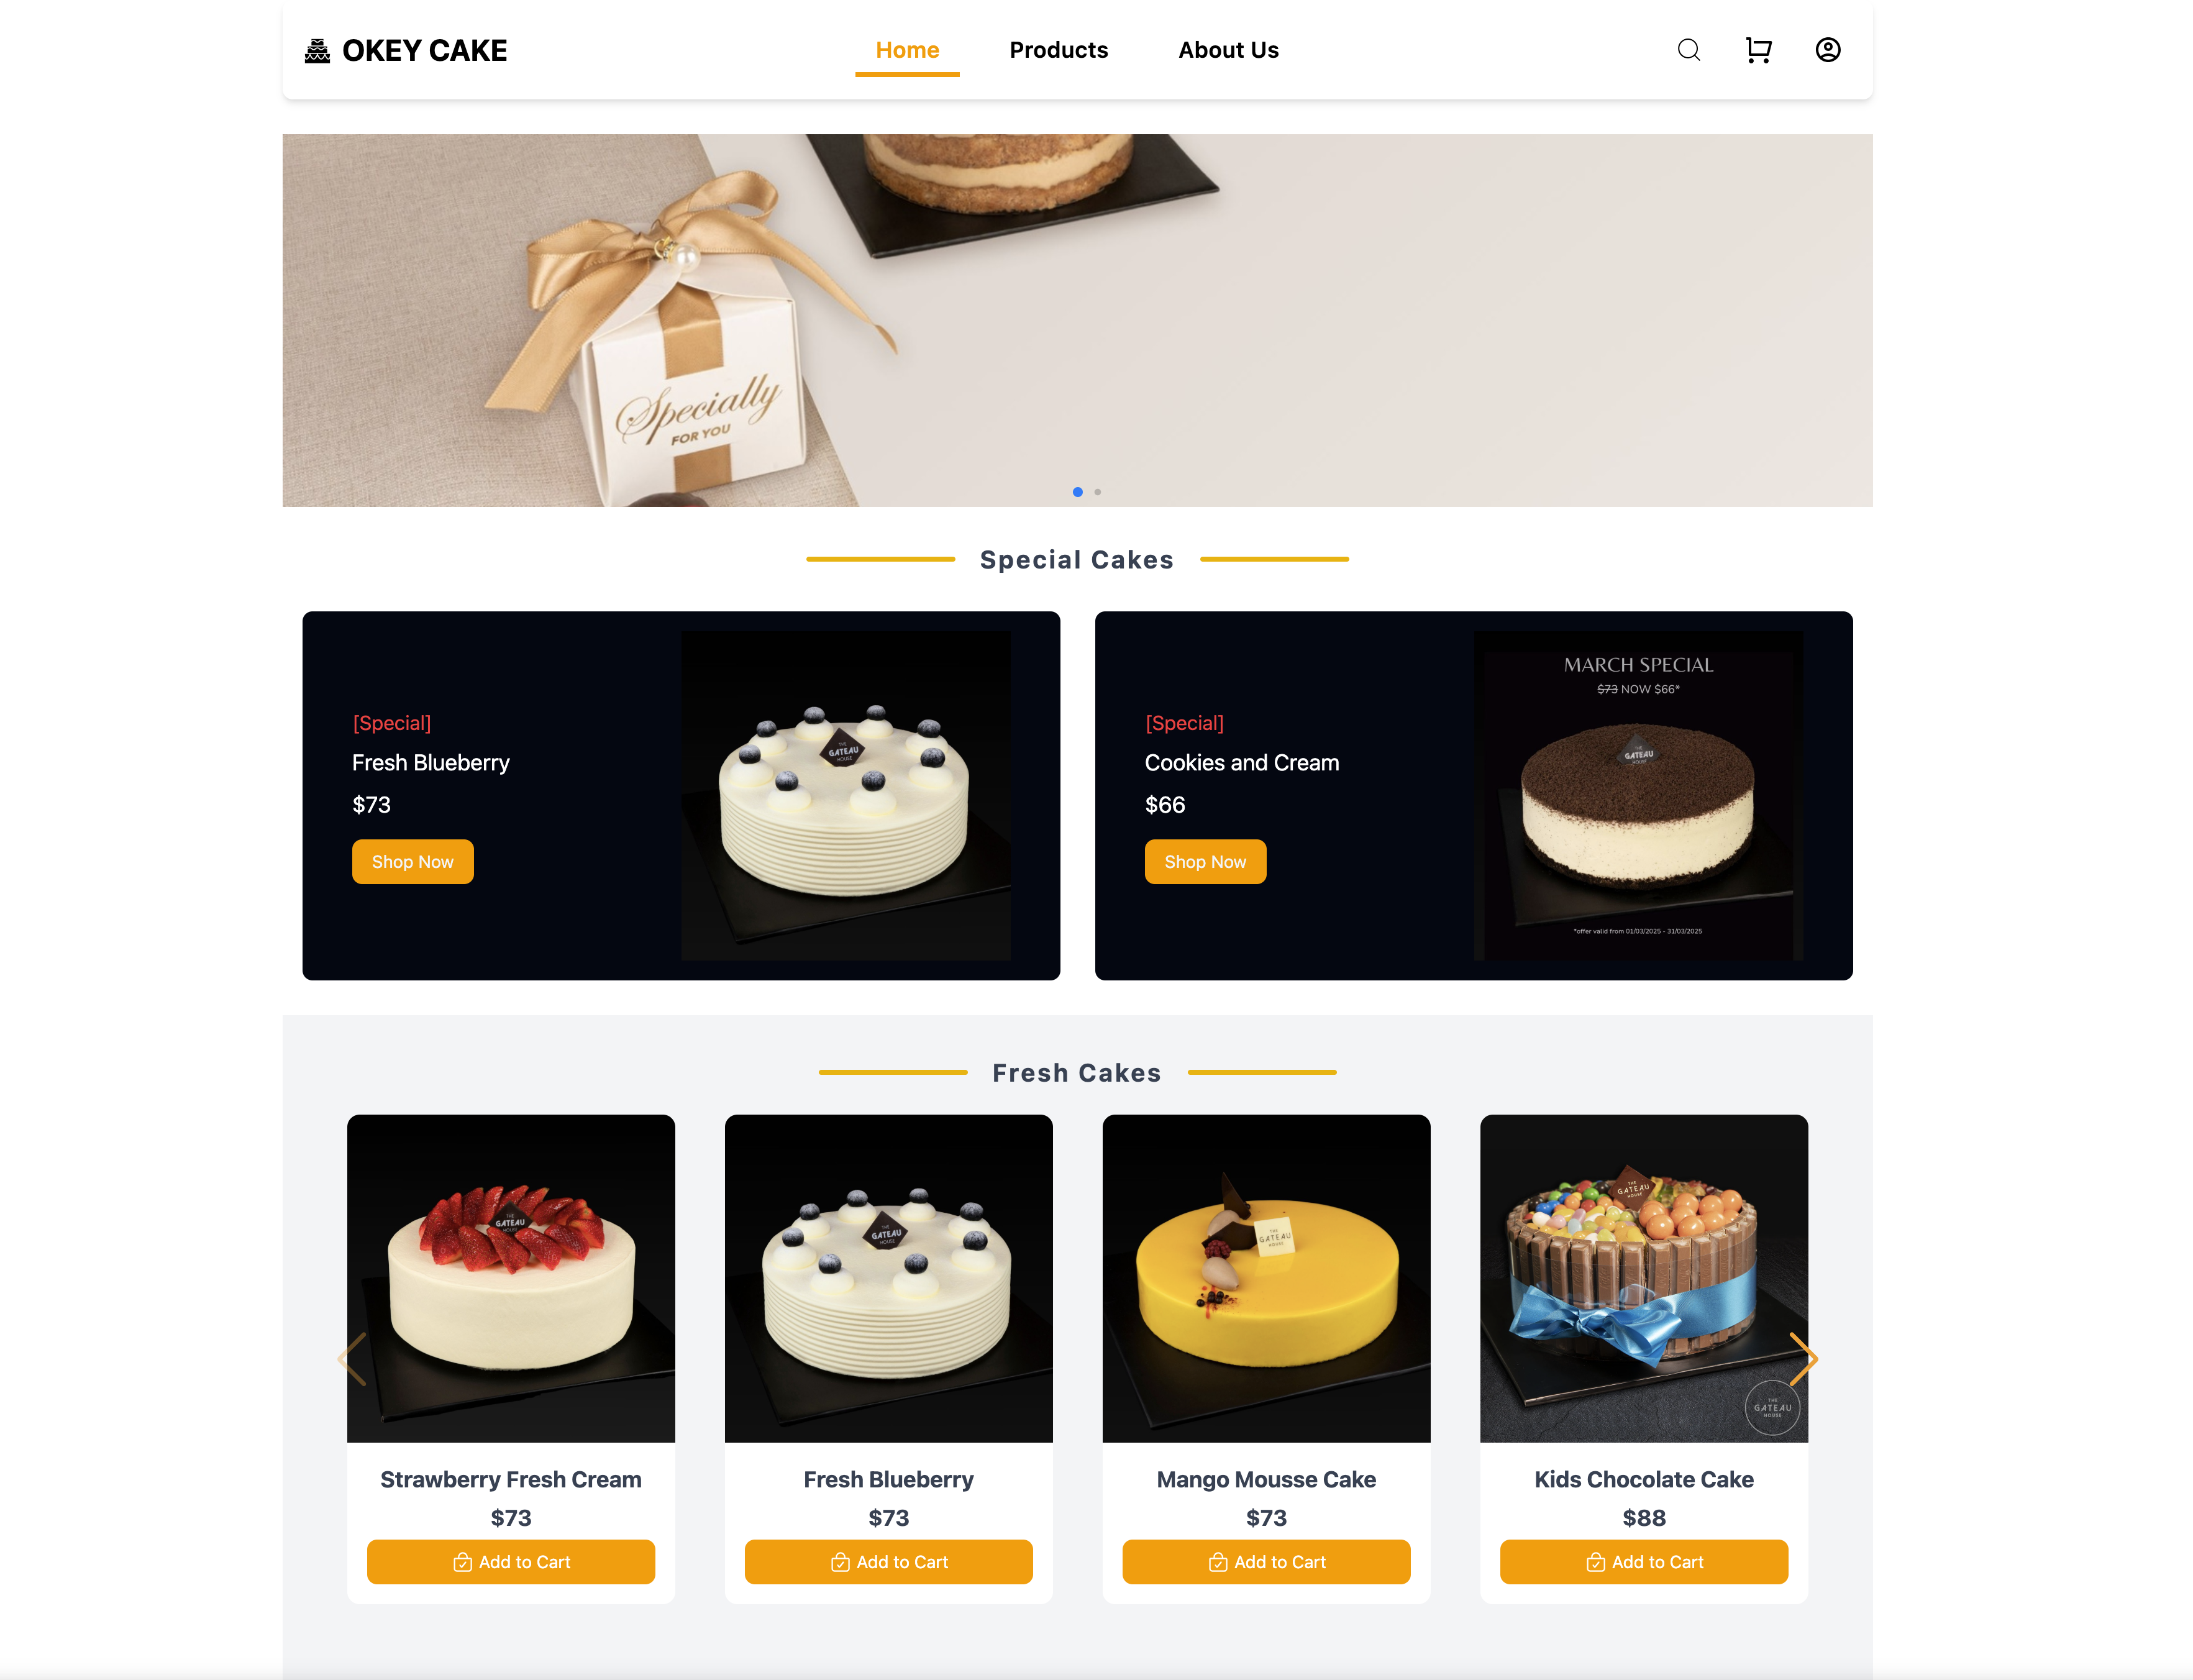 OKEY CAKE
Home
Products
About Us
Specially
FOR YOU
Special Cakes
[Special]
Fresh Blueberry
$73
Shop Now
THE
GATEAU
HOUSE
[Special]
Cookies and Cream
$66
Shop Now
MARCH SPECIAL
$73 NOW $66*
THE
GATEAU
HOUSE
*offer valid from 01/03/2025 - 31/03/2025
Fresh Cakes
THE
GATEAU
HOUSE
Strawberry Fresh Cream
$73
Add to Cart
THE
GATEAU
HOUSE
Fresh Blueberry
$73
Add to Cart
THE
GATEAU
HOUSE
Mango Mousse Cake
$73
Add to Cart
THE
GATEAU
HOUSE
THE
GATEAU
HOUSE
Kids Chocolate Cake
$88
Add to Cart